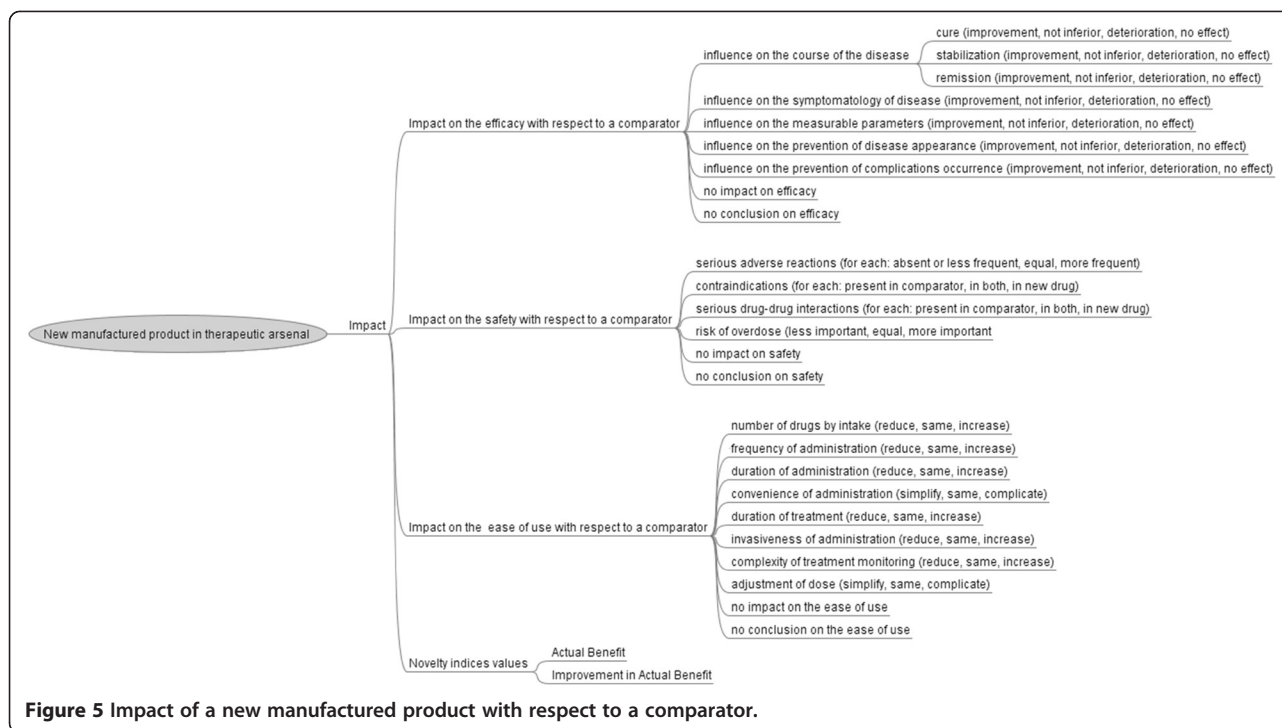 New manufactured product in therapeutic arsenal
Impact
Impact on the efficacy with respect to a comparator
influence on the course of the disease
cure (improvement, not inferior, deterioration, no effect)
stabilization (improvement, not inferior, deterioration, no effect)
remission (improvement, not inferior, deterioration, no effect)
influence on the symptomatology of disease (improvement, not inferior, deterioration, no effect)
influence on the measurable parameters (improvement, not inferior, deterioration, no effect)
influence on the prevention of disease appearance (improvement, not inferior, deterioration, no effect)
influence on the prevention of complications occurrence (improvement, not inferior, deterioration, no effect)
no impact on efficacy
no conclusion on efficacy
Impact on the safety with respect to a comparator
serious adverse reactions (for each: absent or less frequent, equal, more frequent)
contraindications (for each: present in comparator, in both, in new drug)
serious drug-drug interactions (for each: present in comparator, in both, in new drug)
risk of overdose (less important, equal, more important
no impact on safety
no conclusion on safety
Impact on the ease of use with respect to a comparator
number of drugs by intake (reduce, same, increase)
frequency of administration (reduce, same, increase)
duration of administration (reduce, same, increase)
convenience of administration (simplify, same, complicate)
duration of treatment (reduce, same, increase)
invasiveness of administration (reduce, same, increase)
complexity of treatment monitoring (reduce, same, increase)
adjustment of dose (simplify, same, complicate)
no impact on the ease of use
no conclusion on the ease of use
Novelty indices values
Actual Benefit
Improvement in Actual Benefit
Figure 5 Impact of a new manufactured product with respect to a comparator.